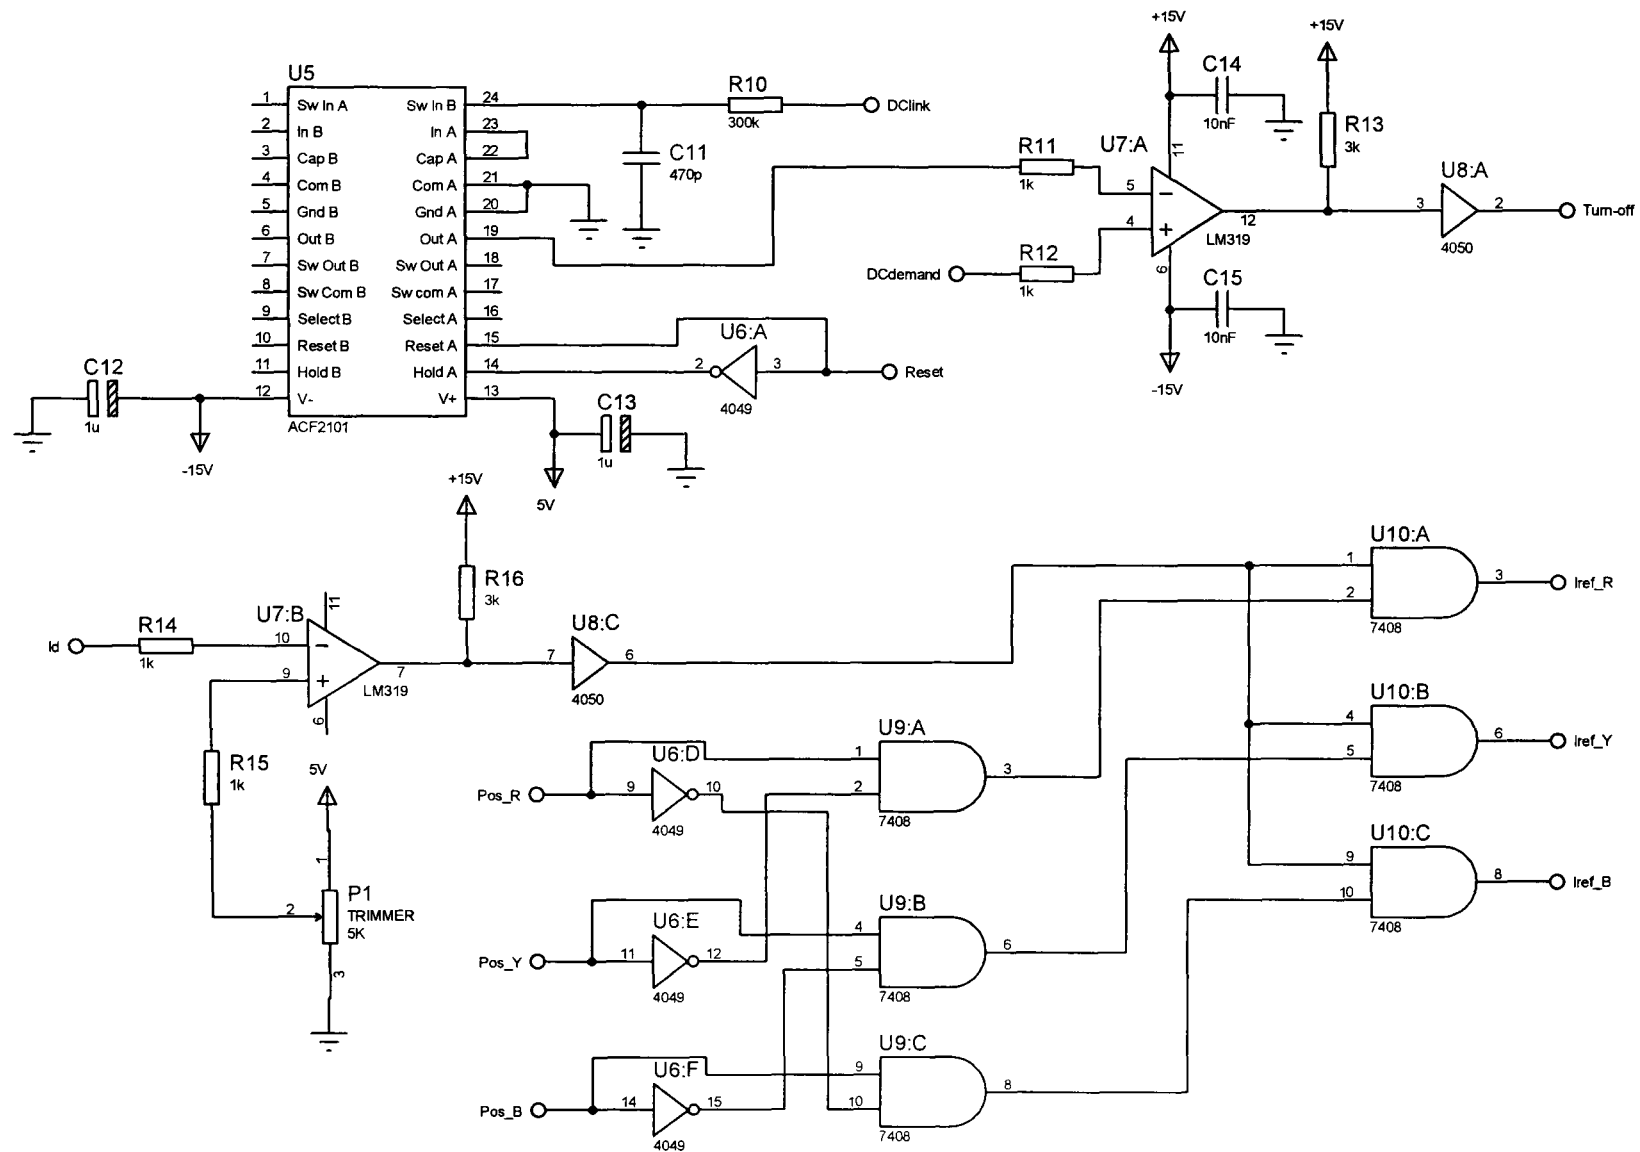 U5
1 Sw In A Sw In B 24
2 In B In A 23
3 Cap B Cap A 22
4 Com B Com A 21
5 Gnd B Gnd A 20
6 Out B Out A 19
7 Sw Out B Sw Out A 18
8 Sw Com B Sw com A 17
9 Select B Select A 16
10 Reset B Reset A 15
11 Hold B Hold A 14
12 V- V+ 13
ACF2101
R10
300k
DClink
C11
470p
C12
1u
-15V
C13
1u
5V
U6:A
2 3
4049
Reset
+15V
C14
10nF
+15V
R13
3k
R11
1k
U7:A
11
5 −
4 +
12
LM319
6
DCdemand
R12
1k
C15
10nF
-15V
U8:A
3 2
4050
Turn-off
+15V
R16
3k
Id
R14
1k
U7:B
11
10 −
9 +
7
LM319
6
U8:C
7 6
4050
R15
1k
5V
1
P1
2 TRIMMER
5K
3
Pos_R
U6:D
9 10
4049
U9:A
1
2
3
7408
Pos_Y
U6:E
11 12
4049
U9:B
4
5
6
7408
Pos_B
U6:F
14 15
4049
U9:C
9
10
8
7408
U10:A
1
2
3
7408
Iref_R
U10:B
4
5
6
7408
Iref_Y
U10:C
9
10
8
7408
Iref_B